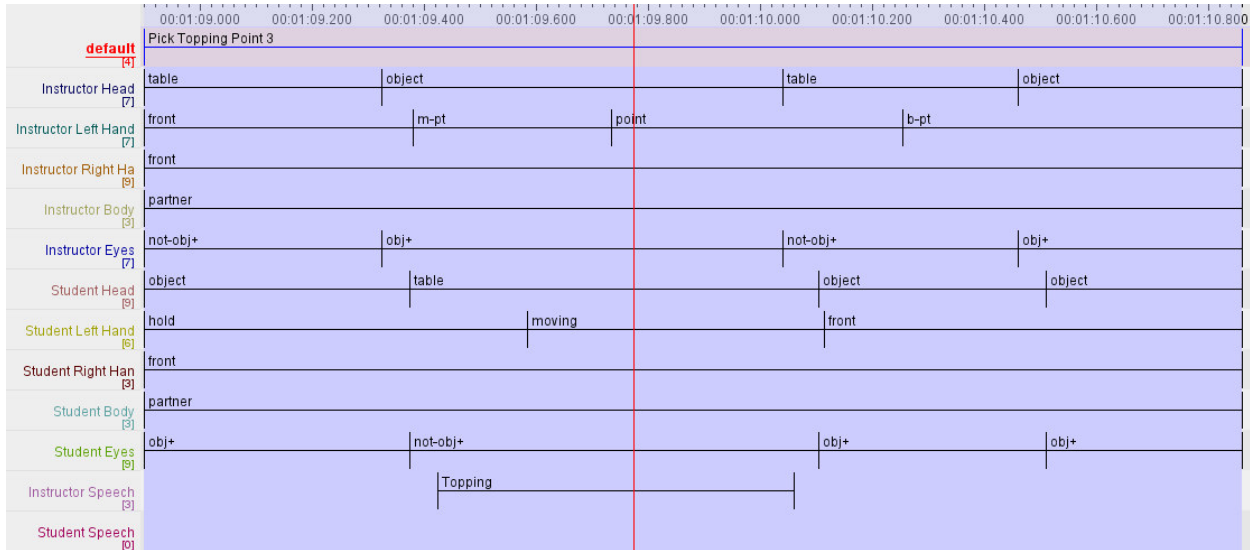 00:01:09.000 00:01:09.200 00:01:09.400 00:01:09.600 00:01:09.800 00:01:10.000 00:01:10.200 00:01:10.400 00:01:10.600 00:01:10.800
Pick Topping Point 3
default
[4]
table object table object
Instructor Head
[7]
front m-pt point b-pt
Instructor Left Hand
[7]
front
Instructor Right Ha
[9]
partner
Instructor Body
[3]
not-obj+ obj+ not-obj+ obj+
Instructor Eyes
[7]
object table object object
Student Head
[9]
hold moving front
Student Left Hand
[6]
front
Student Right Han
[3]
partner
Student Body
[3]
obj+ not-obj+ obj+ obj+
Student Eyes
[9]
Topping
Instructor Speech
[3]
Student Speech
[0]